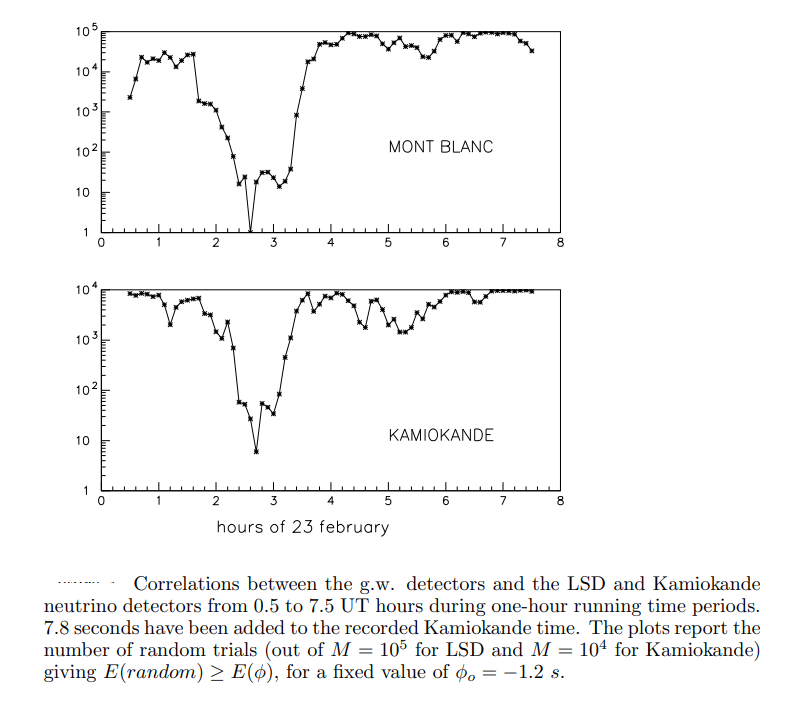 10^5
10^4
10^3
10^2
10
1
MONT BLANC
0 1 2 3 4 5 6 7 8
10^4
10^3
10^2
10
1
KAMIOKANDE
0 1 2 3 4 5 6 7 8
hours of 23 february
Correlations between the g.w. detectors and the LSD and Kamiokande
neutrino detectors from 0.5 to 7.5 UT hours during one-hour running time periods.
7.8 seconds have been added to the recorded Kamiokande time. The plots report the
number of random trials (out of M = 10^5 for LSD and M = 10^4 for Kamiokande)
giving E(random) ≥ E(ϕ), for a fixed value of ϕₒ = −1.2 s.